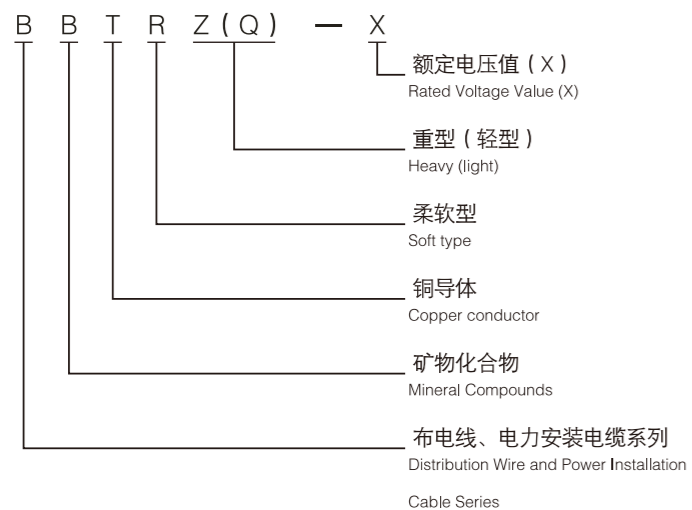 B B T R Z(Q) — X
额定电压值（X）
Rated Voltage Value (X)
重型（轻型）
Heavy (light)
柔软型
Soft type
铜导体
Copper conductor
矿物化合物
Mineral Compounds
布电线、电力安装电缆系列
Distribution Wire and Power Installation
Cable Series